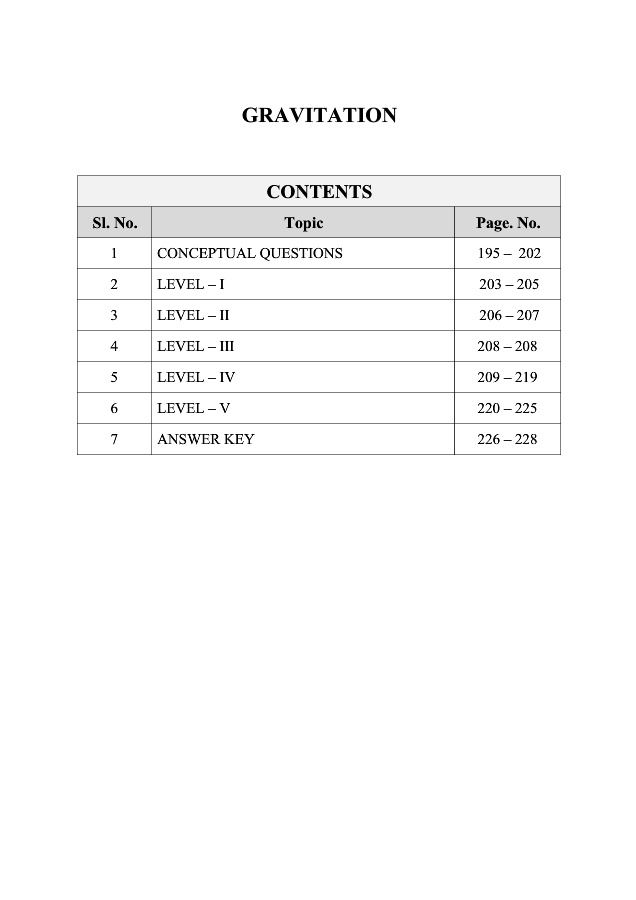 GRAVITATION
CONTENTS
Sl. No. Topic Page. No.
1 CONCEPTUAL QUESTIONS 195 – 202
2 LEVEL – I 203 – 205
3 LEVEL – II 206 – 207
4 LEVEL – III 208 – 208
5 LEVEL – IV 209 – 219
6 LEVEL – V 220 – 225
7 ANSWER KEY 226 – 228